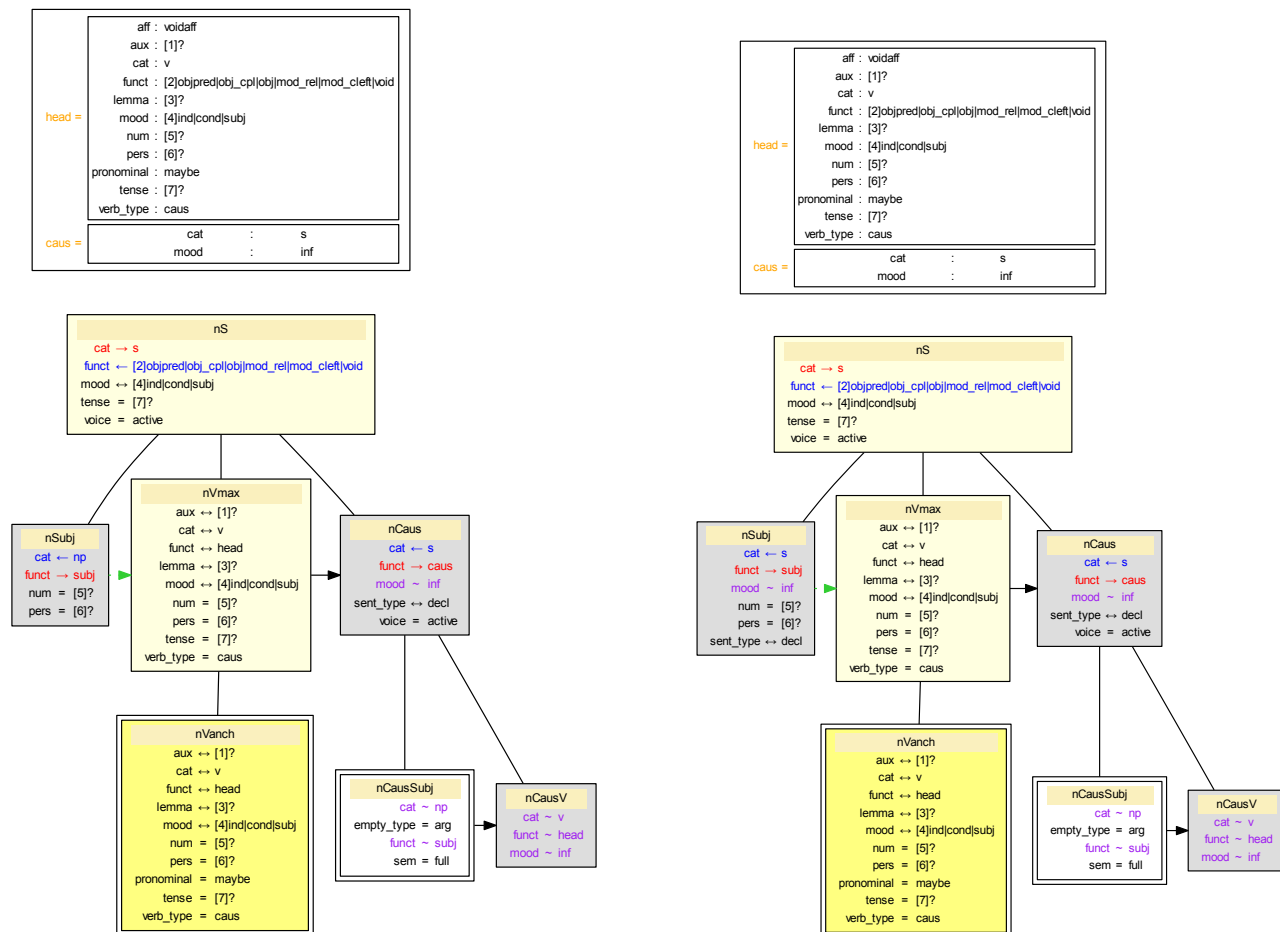 aff : voidaff
aux : [1]?
cat : v
funct : [2]objpred|obj_cpl|obj|mod_rel|mod_cleft|void
lemma : [3]?
head =
mood : [4]ind|cond|subj
num : [5]?
pers : [6]?
pronominal : maybe
tense : [7]?
verb_type : caus
caus =
cat : s
mood : inf
nS
cat → s
funct ← [2]objpred|obj_cpl|obj|mod_rel|mod_cleft|void
mood ↔ [4]ind|cond|subj
tense = [7]?
voice = active
nSubj
cat ← np
funct → subj
num = [5]?
pers = [6]?
nVmax
aux ↔ [1]?
cat ↔ v
funct ↔ head
lemma ↔ [3]?
mood ↔ [4]ind|cond|subj
num = [5]?
pers = [6]?
tense = [7]?
verb_type = caus
nCaus
cat ← s
funct → caus
mood ~ inf
sent_type ↔ decl
voice = active
nVanch
aux ↔ [1]?
cat ↔ v
funct ↔ head
lemma ↔ [3]?
mood ↔ [4]ind|cond|subj
num = [5]?
pers = [6]?
pronominal = maybe
tense = [7]?
verb_type = caus
nCausSubj
cat ~ np
empty_type = arg
funct ~ subj
sem = full
nCausV
cat ~ v
funct ~ head
mood ~ inf
aff : voidaff
aux : [1]?
cat : v
funct : [2]objpred|obj_cpl|obj|mod_rel|mod_cleft|void
lemma : [3]?
head =
mood : [4]ind|cond|subj
num : [5]?
pers : [6]?
pronominal : maybe
tense : [7]?
verb_type : caus
caus =
cat : s
mood : inf
nS
cat → s
funct ← [2]objpred|obj_cpl|obj|mod_rel|mod_cleft|void
mood ↔ [4]ind|cond|subj
tense = [7]?
voice = active
nSubj
cat ← s
funct → subj
mood ~ inf
num = [5]?
pers = [6]?
sent_type ↔ decl
nVmax
aux ↔ [1]?
cat ↔ v
funct ↔ head
lemma ↔ [3]?
mood ↔ [4]ind|cond|subj
num = [5]?
pers = [6]?
tense = [7]?
verb_type = caus
nCaus
cat ← s
funct → caus
mood ~ inf
sent_type ↔ decl
voice = active
nVanch
aux ↔ [1]?
cat ↔ v
funct ↔ head
lemma ↔ [3]?
mood ↔ [4]ind|cond|subj
num = [5]?
pers = [6]?
pronominal = maybe
tense = [7]?
verb_type = caus
nCausSubj
cat ~ np
empty_type = arg
funct ~ subj
sem = full
nCausV
cat ~ v
funct ~ head
mood ~ inf